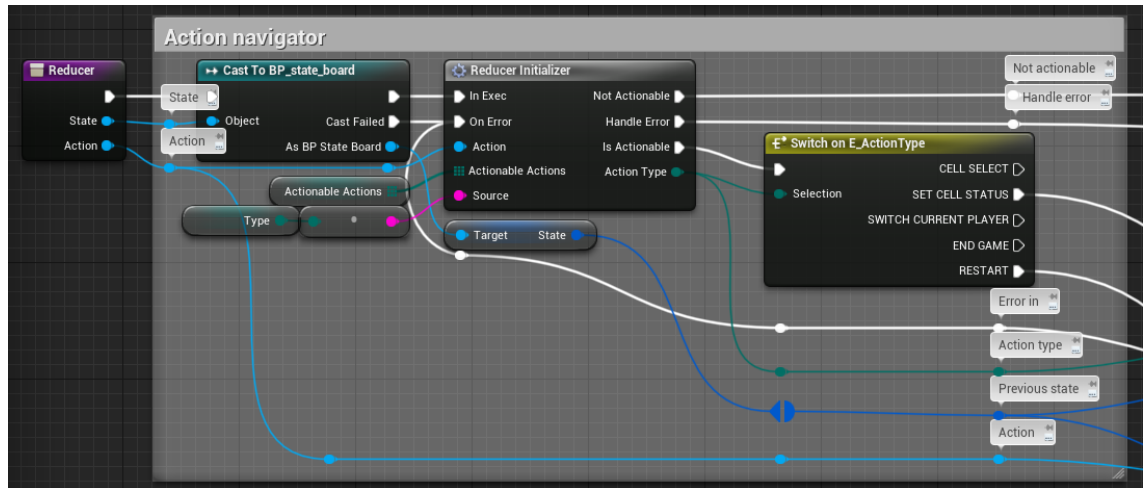 Action navigator
Reducer
State
Action
State
Action
Cast To BP_state_board
Object
Cast Failed
As BP State Board
Reducer Initializer
In Exec
Not Actionable
On Error
Handle Error
Action
Is Actionable
Actionable Actions
Action Type
Source
Actionable Actions
Type
Target
State
Switch on E_ActionType
Selection
CELL SELECT
SET CELL STATUS
SWITCH CURRENT PLAYER
END GAME
RESTART
Not actionable
Handle error
Error in
Action type
Previous state
Action